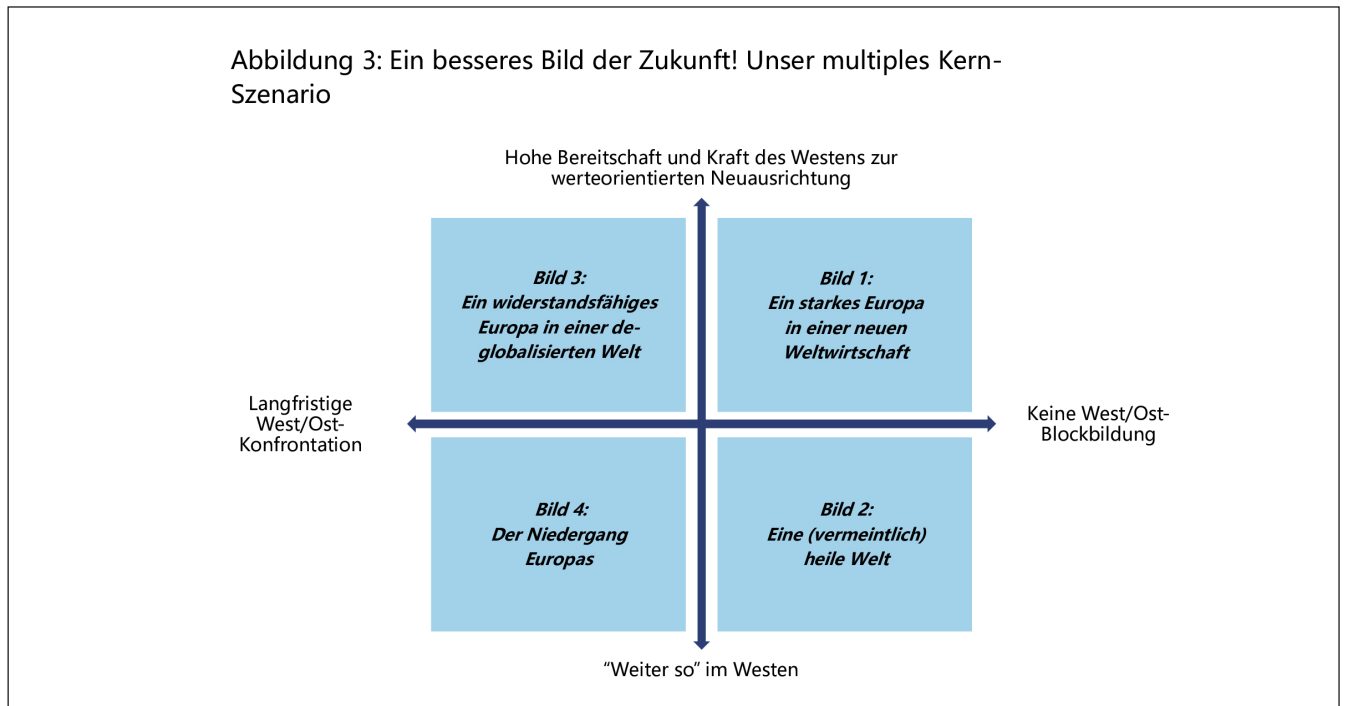 Abbildung 3: Ein besseres Bild der Zukunft! Unser multiples Kern-
Szenario
Hohe Bereitschaft und Kraft des Westens zur
werteorientierten Neuausrichtung
Bild 3:
Ein widerstandsfähiges
Europa in einer de-
globalisierten Welt
Bild 1:
Ein starkes Europa
in einer neuen
Weltwirtschaft
Langfristige
West/Ost-
Konfrontation
Keine West/Ost-
Blockbildung
Bild 4:
Der Niedergang
Europas
Bild 2:
Eine (vermeintlich)
heile Welt
“Weiter so” im Westen